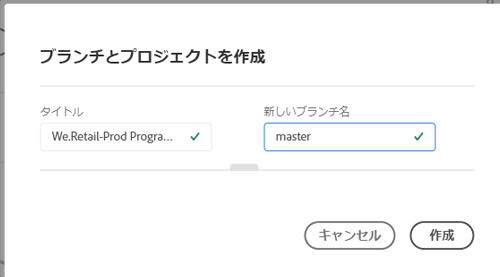 ブランチとプロジェクトを作成
タイトル
新しいブランチ名
We.Retail-Prod Progra...
master
キャンセル
作成